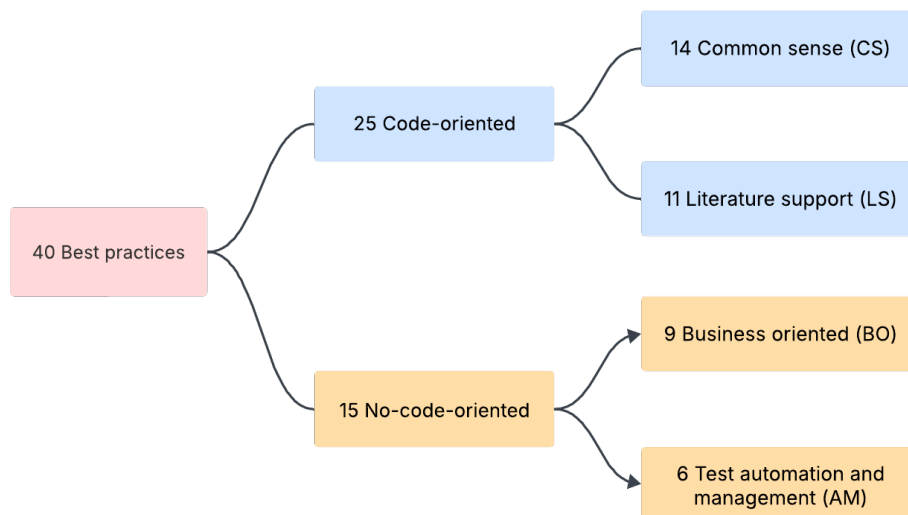 14 Common sense (CS)
25 Code-oriented
11 Literature support (LS)
40 Best practices
9 Business oriented (BO)
15 No-code-oriented
6 Test automation and
management (AM)